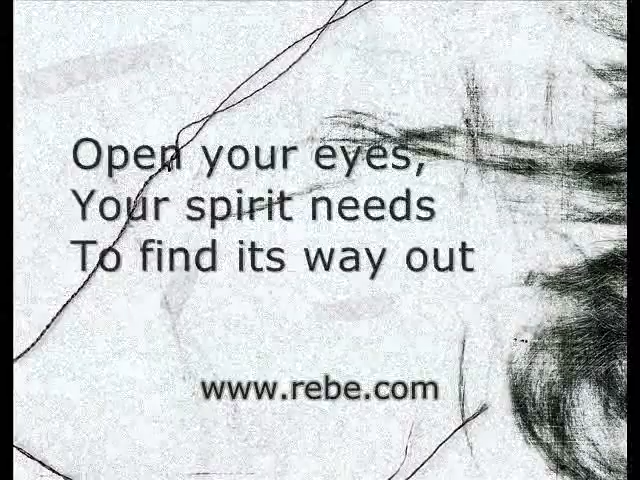 Open your eyes,
Your spirit needs
To find its way out
www.rebe.com